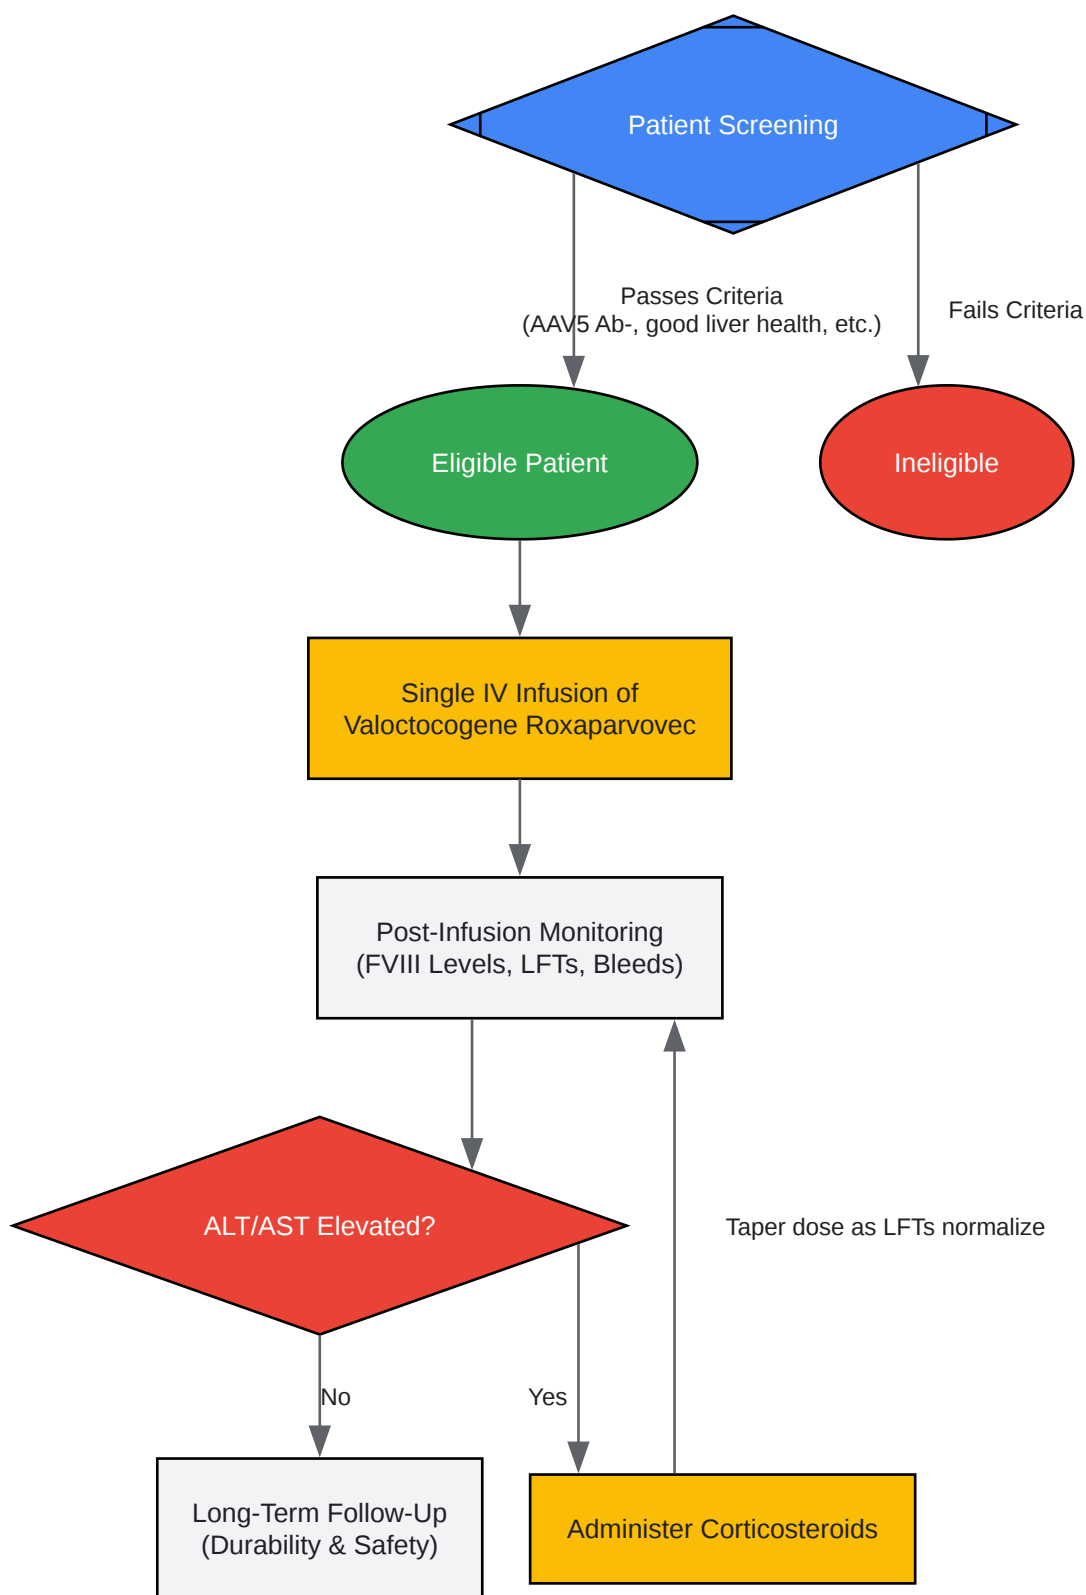 Patient Screening
Passes Criteria
(AAV5 Ab-, good liver health, etc.)
Fails Criteria
Eligible Patient
Ineligible
Single IV Infusion of
Valoctocogene Roxaparvovec
Post-Infusion Monitoring
(FVIII Levels, LFTs, Bleeds)
ALT/AST Elevated?
Taper dose as LFTs normalize
No
Yes
Long-Term Follow-Up
(Durability & Safety)
Administer Corticosteroids